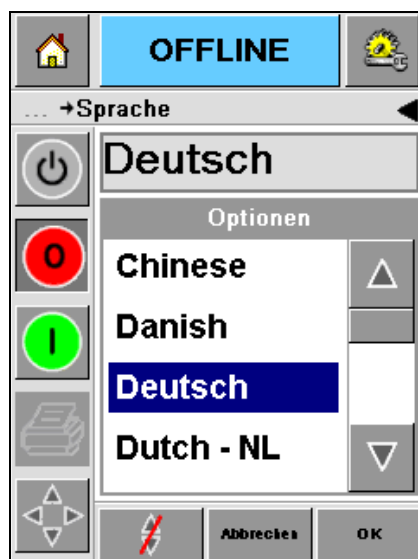 OFFLINE
... →Sprache
Deutsch
Optionen
Chinese
Danish
Deutsch
Dutch - NL
Abbrechen
OK